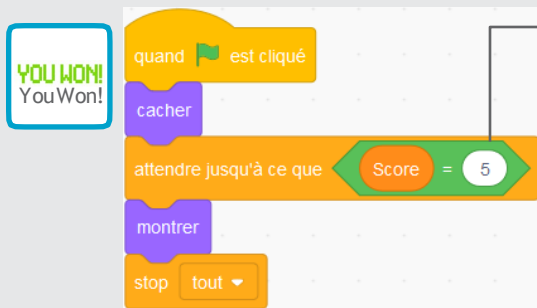 YOU WON!
YouWon!
quand est cliqué
cacher
attendre jusqu'à ce que Score = 5
montrer
stop tout